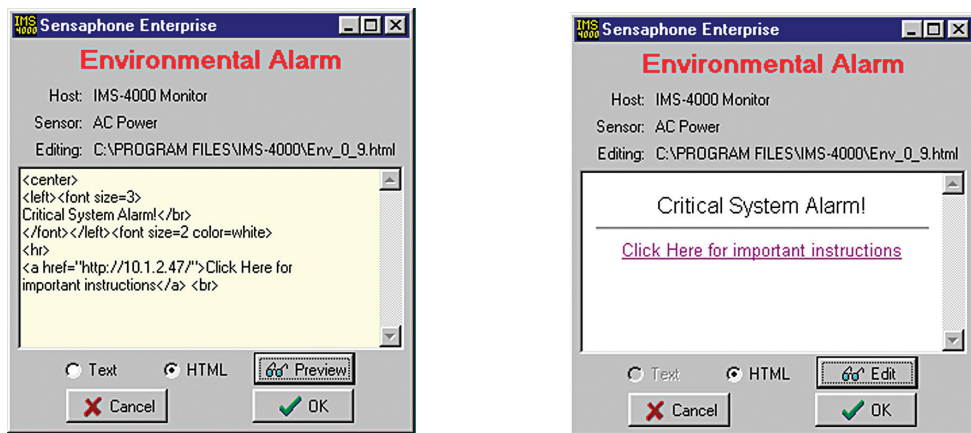 IMS 4000 Sensaphone Enterprise
Environmental Alarm
Host: IMS-4000 Monitor
Sensor: AC Power
Editing: C:\PROGRAM FILES\IMS-4000\Env_0_9.html
<center>
<left><font size=3>
Critical System Alarm!</br>
</font></left><font size=2 color=white>
<hr>
<a href="http://10.1.2.47/">Click Here for
important instructions</a> <br>
Text HTML Preview
Cancel OK
IMS 4000 Sensaphone Enterprise
Environmental Alarm
Host: IMS-4000 Monitor
Sensor: AC Power
Editing: C:\PROGRAM FILES\IMS-4000\Env_0_9.html
Critical System Alarm!
Click Here for important instructions
Text HTML Edit
Cancel OK